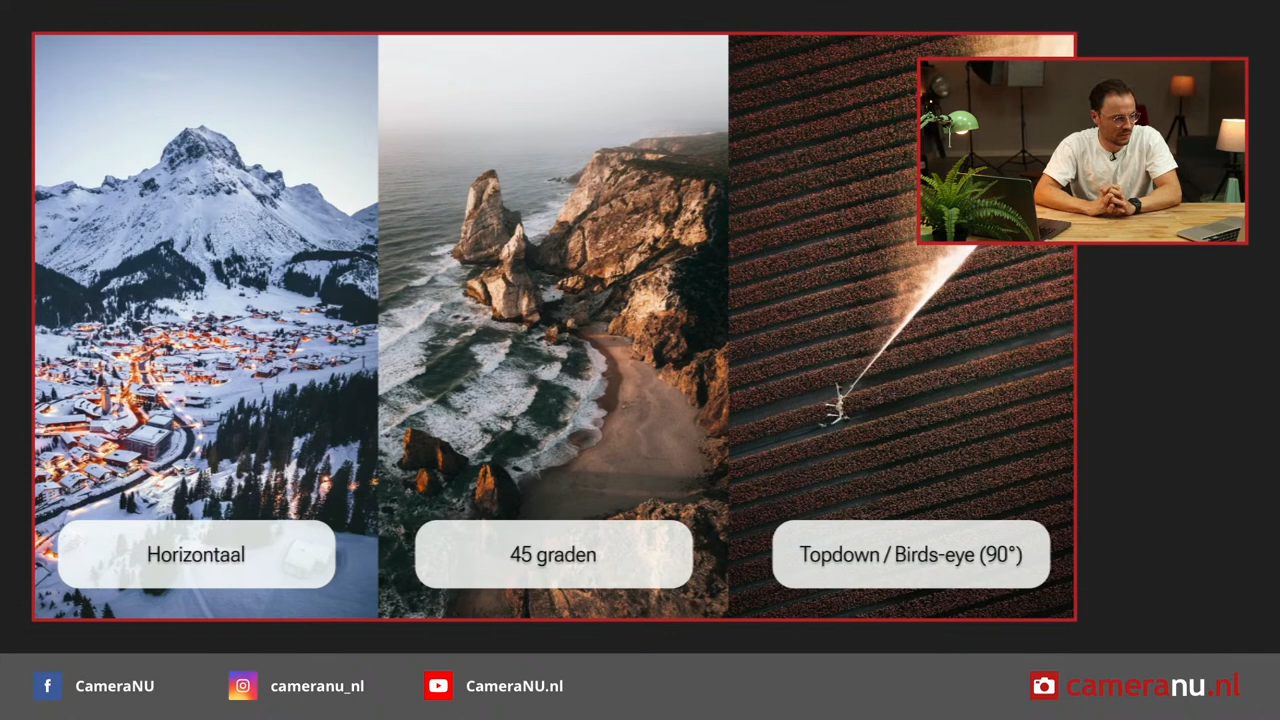 Horizontaal
45 graden
Topdown / Birds-eye (90°)
CameraNU
cameranu_nl
CameraNU.nl
cameranu.nl